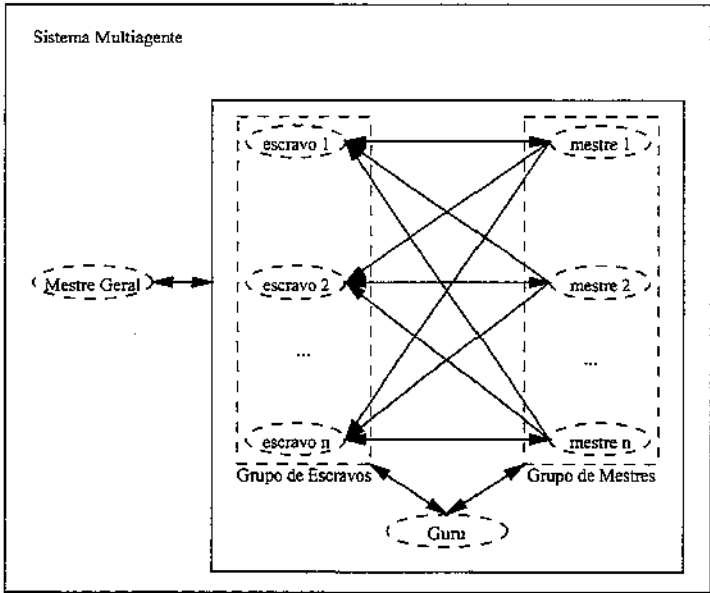 Sistema Multiagente
escravo 1
mestre 1
Mestre Geral
escravo 2
mestre 2
...
...
escravo n
mestre n
Grupo de Escravos
Grupo de Mestres
Guru